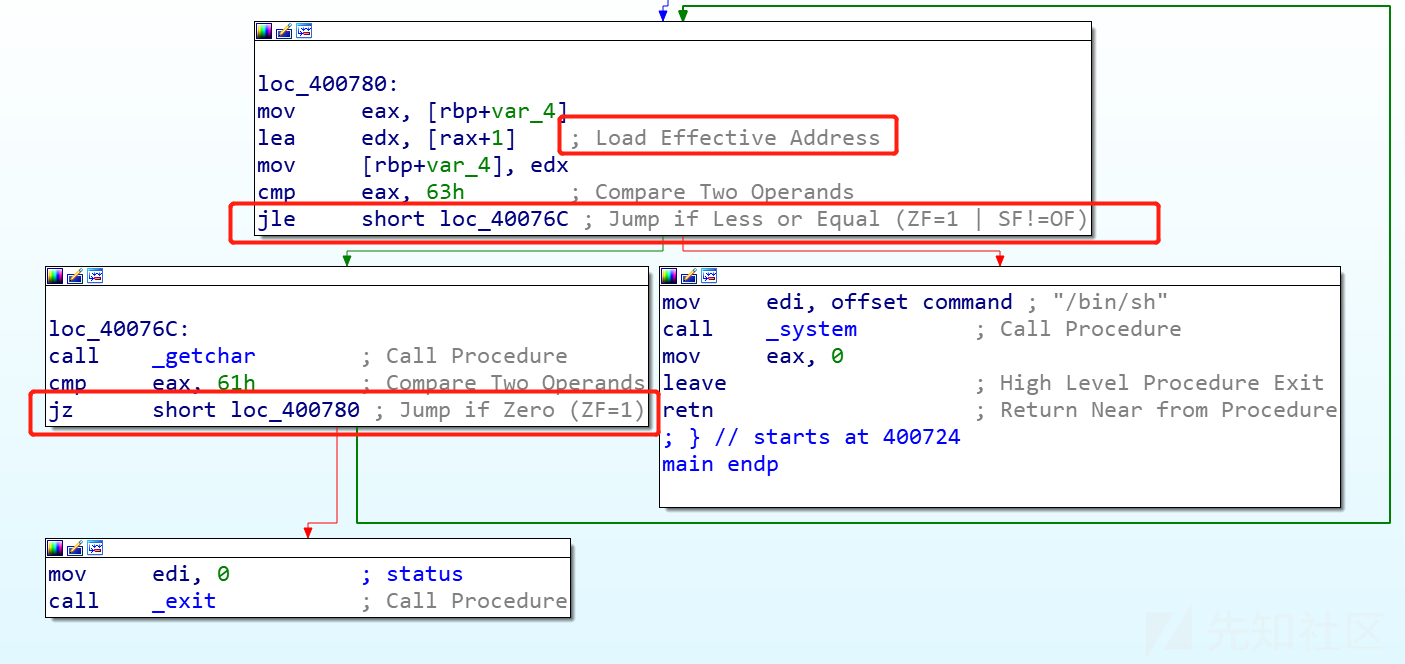 loc_400780:
mov eax, [rbp+var_4]
lea edx, [rax+1] ; Load Effective Address
mov [rbp+var_4], edx
cmp eax, 63h ; Compare Two Operands
jle short loc_40076C ; Jump if Less or Equal (ZF=1 | SF!=OF)
loc_40076C:
call _getchar ; Call Procedure
cmp eax, 61h ; Compare Two Operands
jz short loc_400780 ; Jump if Zero (ZF=1)
mov edi, offset command ; "/bin/sh"
call _system ; Call Procedure
mov eax, 0
leave ; High Level Procedure Exit
retn ; Return Near from Procedure
; } // starts at 400724
main endp
mov edi, 0 ; status
call _exit ; Call Procedure
先知社区